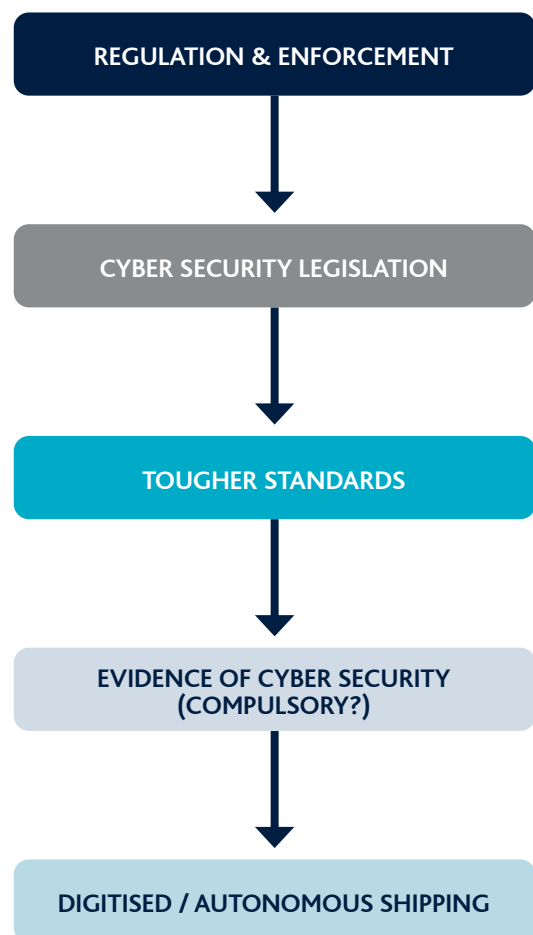 REGULATION & ENFORCEMENT
CYBER SECURITY LEGISLATION
TOUGHER STANDARDS
EVIDENCE OF CYBER SECURITY
(COMPULSORY?)
DIGITISED / AUTONOMOUS SHIPPING